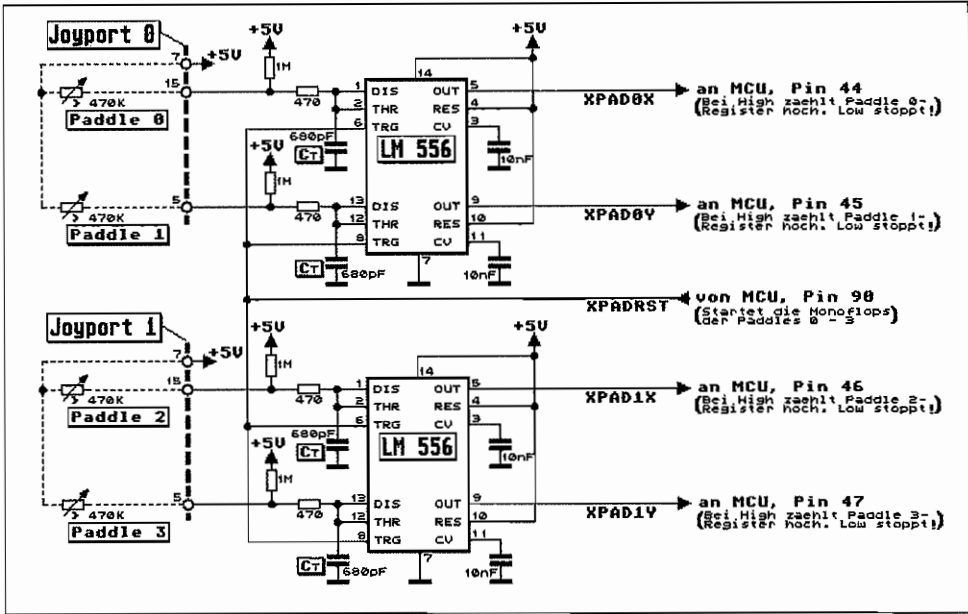 Joyport 0
7
+5V
15
470K
Paddle 0
5
470K
Paddle 1
+5V
1M
470
680pF
CT
+5V
1M
470
CT
680pF
+5V
14
1 DIS OUT 5
2 THR RES 4
6 TRG CV 3
LM 556
10nF
13 DIS OUT 9
12 THR RES 10
8 TRG CV 11
7
10nF
XPAD0X
an MCU, Pin 44
(Bei High zaehlt Paddle 0-
Register hoch. Low stoppt!)
XPAD0Y
an MCU, Pin 45
(Bei High zaehlt Paddle 1-
Register hoch. Low stoppt!)
XPADRST
von MCU, Pin 90
(Startet die Monoflops
der Paddles 0 - 3)
Joyport 1
7
+5V
15
470K
Paddle 2
5
470K
Paddle 3
+5V
1M
470
680pF
CT
+5V
1M
470
CT
680pF
+5V
14
1 DIS OUT 5
2 THR RES 4
6 TRG CV 3
LM 556
10nF
13 DIS OUT 9
12 THR RES 10
8 TRG CV 11
7
10nF
XPAD1X
an MCU, Pin 46
(Bei High zaehlt Paddle 2-
Register hoch. Low stoppt!)
XPAD1Y
an MCU, Pin 47
(Bei High zaehlt Paddle 3-
Register hoch. Low stoppt!)